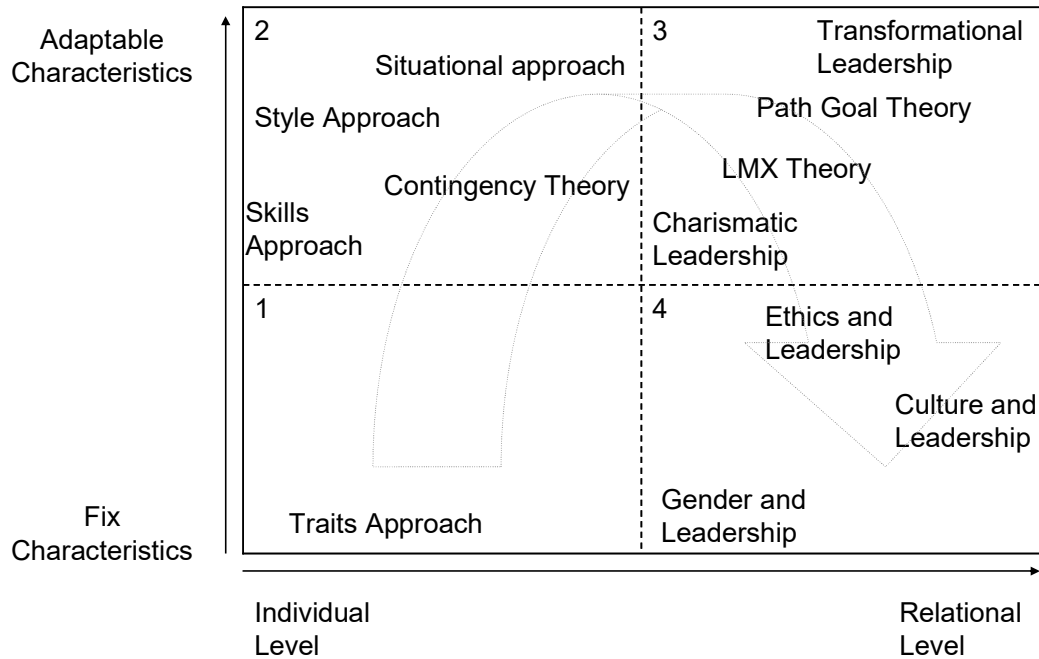 Adaptable
Characteristics
2
Situational approach
Style Approach
Contingency Theory
Skills
Approach
3
Transformational
Leadership
Path Goal Theory
LMX Theory
Charismatic
Leadership
1
Traits Approach
4
Ethics and
Leadership
Culture and
Leadership
Gender and
Leadership
Fix
Characteristics
Individual
Level
Relational
Level